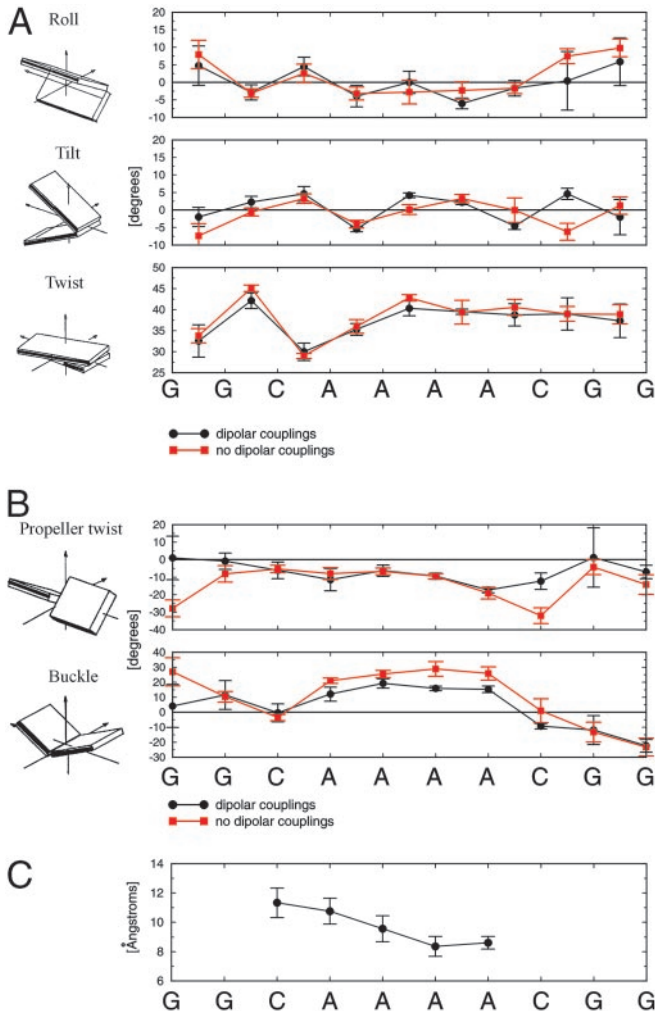 A
Roll
20
15
10
5
0
-5
-10
Tilt
20
15
10
5
0
-5
-10
[degrees]
Twist
50
45
40
35
30
25
G G C A A A A C G G
dipolar couplings
no dipolar couplings
B
Propeller twist
20
10
0
-10
-20
-30
-40
[degrees]
Buckle
40
30
20
10
0
-10
-20
-30
G G C A A A A C G G
dipolar couplings
no dipolar couplings
C
14
12
10
8
6
[Ångstroms]
G G C A A A A C G G